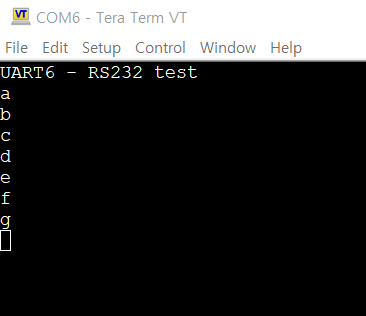 VT
COM6 - Tera Term VT
File Edit Setup Control Window Help
UART6 - RS232 test
a
b
c
d
e
f
g